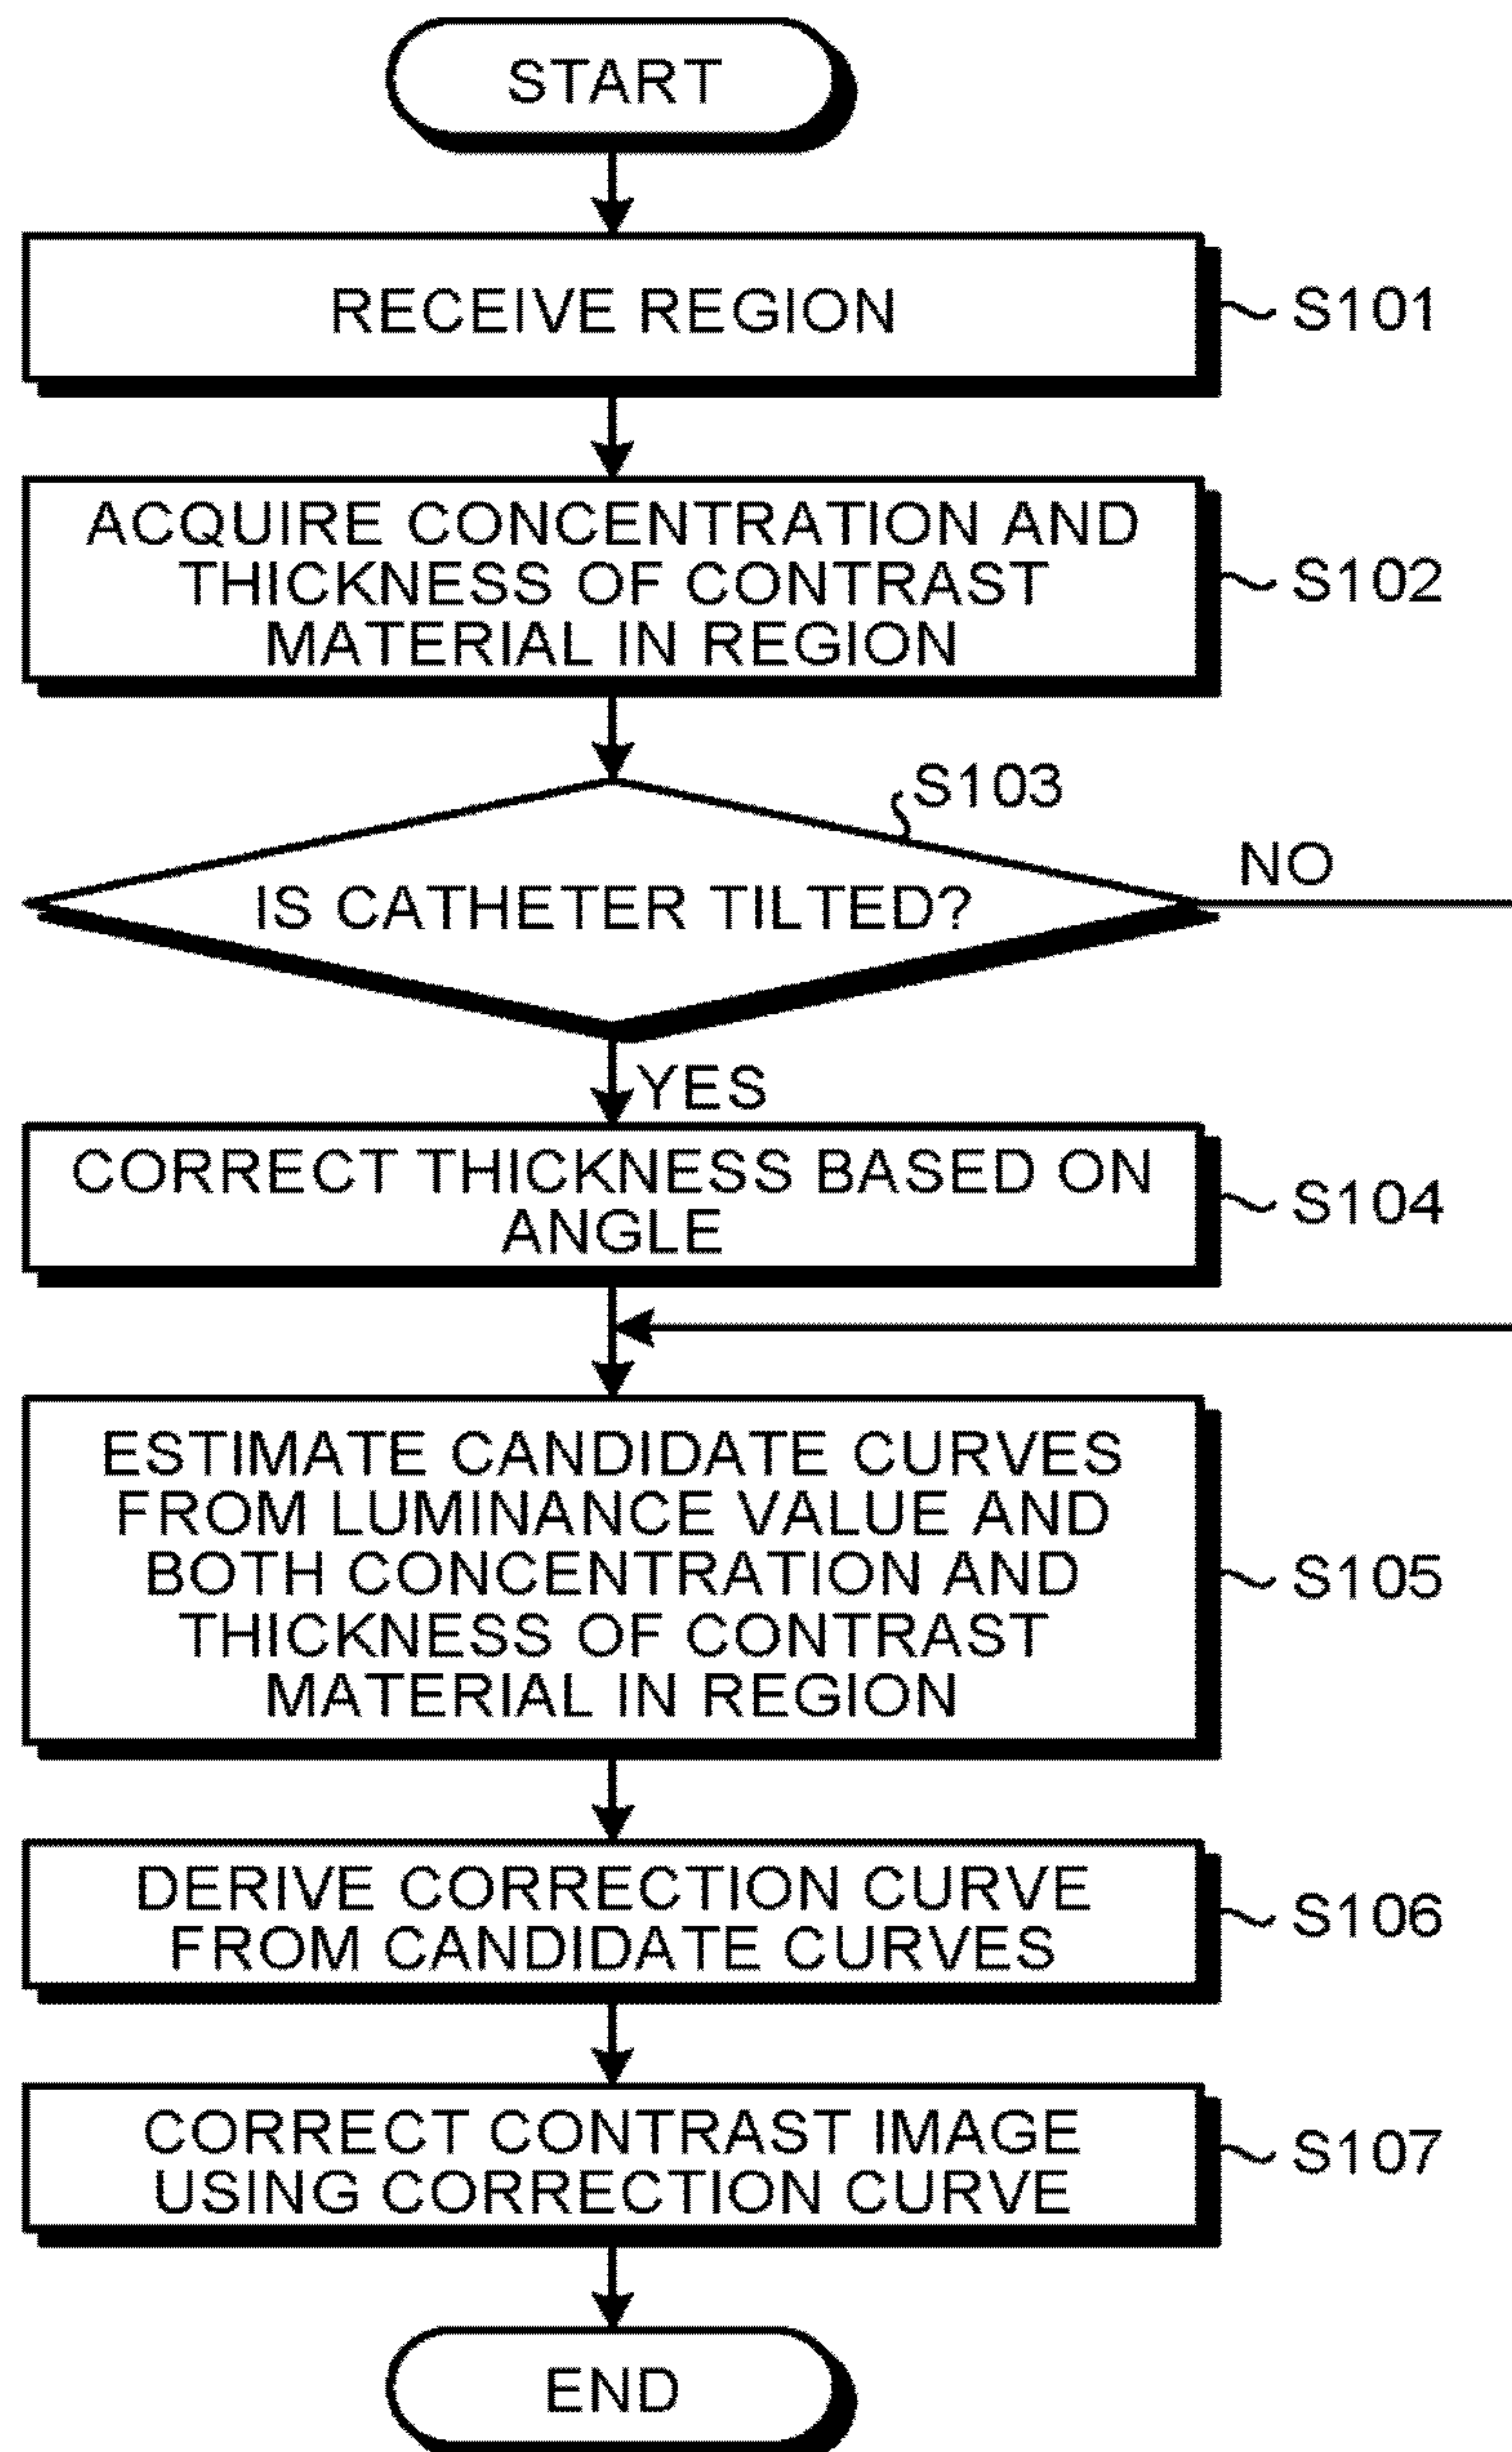 START
RECEIVE REGION
S101
ACQUIRE CONCENTRATION AND
THICKNESS OF CONTRAST
MATERIAL IN REGION
S102
S103
IS CATHETER TILTED?
NO
YES
CORRECT THICKNESS BASED ON
ANGLE
S104
ESTIMATE CANDIDATE CURVES
FROM LUMINANCE VALUE AND
BOTH CONCENTRATION AND
THICKNESS OF CONTRAST
MATERIAL IN REGION
S105
DERIVE CORRECTION CURVE
FROM CANDIDATE CURVES
S106
CORRECT CONTRAST IMAGE
USING CORRECTION CURVE
S107
END